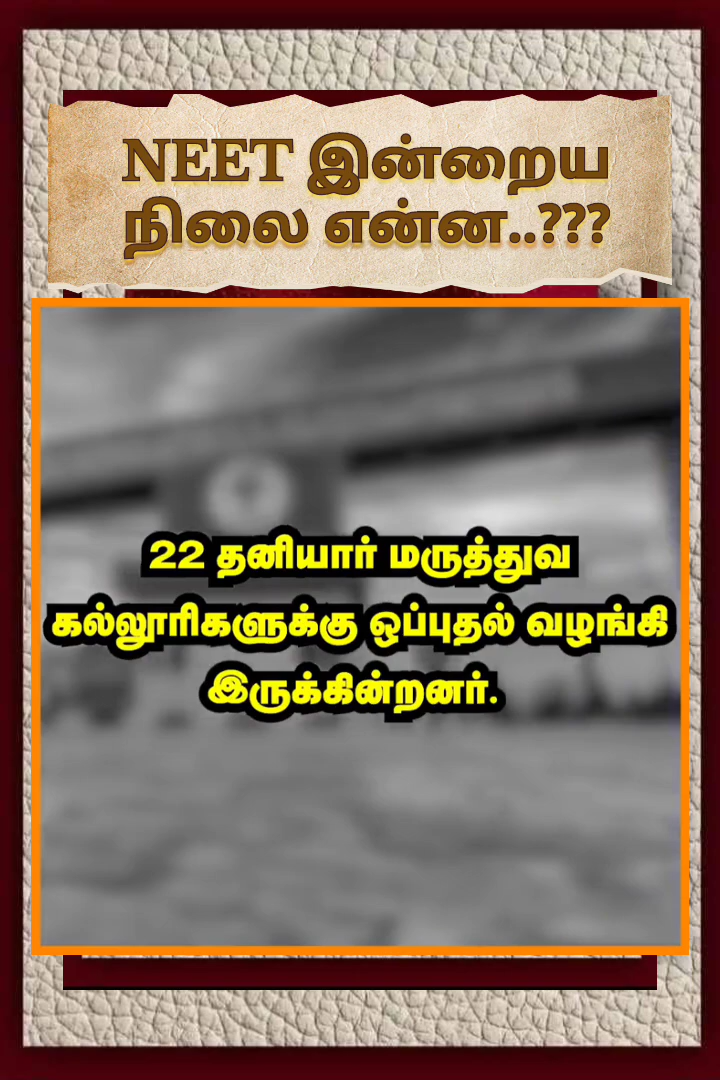 NEET இன்றைய
நிலை என்ன..???
22 தனியார் மருத்துவ
கல்லூரிகளுக்கு ஒப்புதல் வழங்கி
இருக்கின்றனர்.